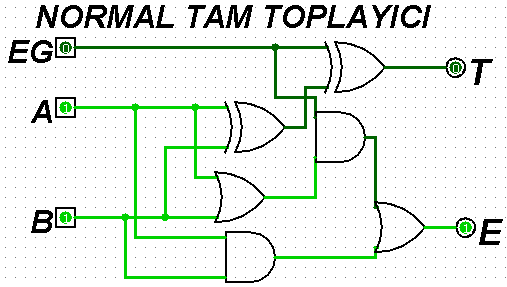 NORMAL TAM TOPLAYICI
EG 0
0 T
A 1
B 1
1 E